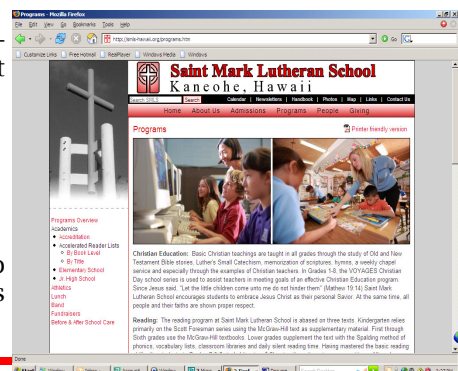 Programs - Mozilla Firefox
File Edit View Go Bookmarks Tools Help
http://smls-hawaii.org/programs.htm Go
Customize Links Free Hotmail RealPlayer Windows Media Windows
Saint Mark Lutheran School
Kaneohe, Hawaii
Search SMLS Search Calendar | Newsletters | Handbook | Photos | Map | Links | Contact Us
Home About Us Admissions Programs People Giving
Programs Printer friendly version
Programs Overview
Academics
Accreditation
Accelerated Reader Lists
By Book Level
By Title
Elementary School
Jr. High School
Athletics
Lunch
Band
Fundraisers
Before & After School Care
Christian Education: Basic Christian teachings are taught in all grades through the study of Old and New
Testament Bible stories, Luther's Small Catechism, memorization of scriptures, hymns, a weekly chapel
service and especially through the examples of Christian teachers. In Grades 1-8, the VOYAGES Christian
Day school series is used to assist teachers in meeting goals of an effective Christian Education program.
Since Jesus said, "Let the little children come unto me do not hinder them" (Mathew 19:14) Saint Mark
Lutheran School encourages students to embrace Jesus Christ as their personal Savior. At the same time, all
people and their faiths are shown proper respect.
Reading: The reading program at Saint Mark Lutheran School is abased on three texts. Kindergarten relies
primarily on the Scott Foresman series using the McGraw-Hill text as supplementary material. First through
Sixth grades use the McGraw-Hill textbooks. Lower grades supplement the text with the Spalding method of
phonics, vocabulary lists, classroom libraries and daily silent reading time. Having mastered the basic reading
Done